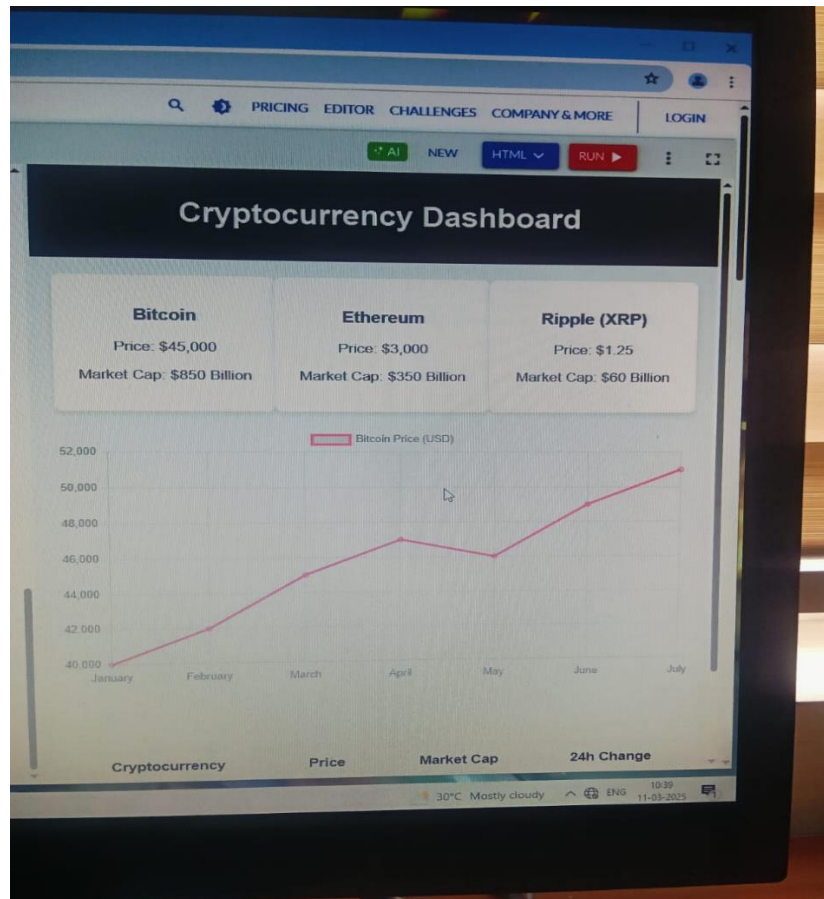 PRICING EDITOR CHALLENGES COMPANY & MORE LOGIN
AI NEW HTML RUN
Cryptocurrency Dashboard
Bitcoin
Price: $45,000
Market Cap: $850 Billion
Ethereum
Price: $3,000
Market Cap: $350 Billion
Ripple (XRP)
Price: $1.25
Market Cap: $60 Billion
Bitcoin Price (USD)
52,000
50,000
48,000
46,000
44,000
42,000
40,000
January February March April May June July
Cryptocurrency Price Market Cap 24h Change
30°C Mostly cloudy ENG 10:39
11-03-2025